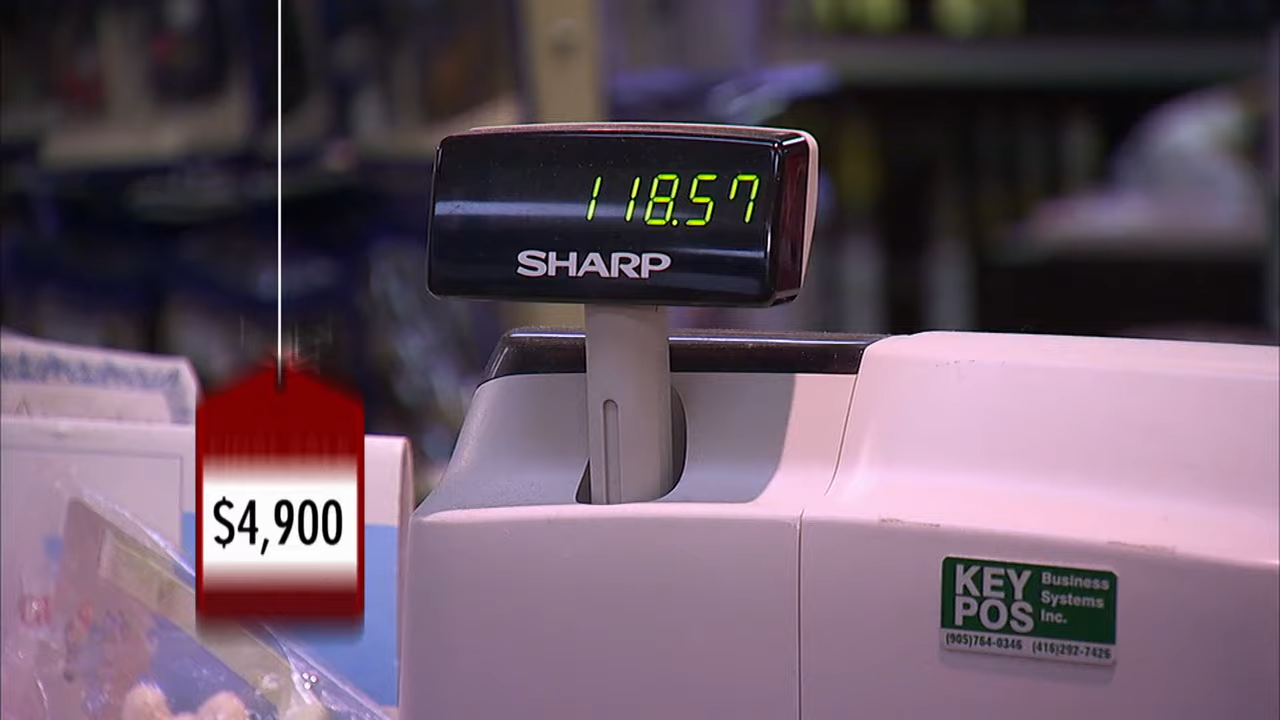 118.57
SHARP
$4,900
KEY POS
Business
Systems
Inc.
(905)764-0346 (416)292-7426